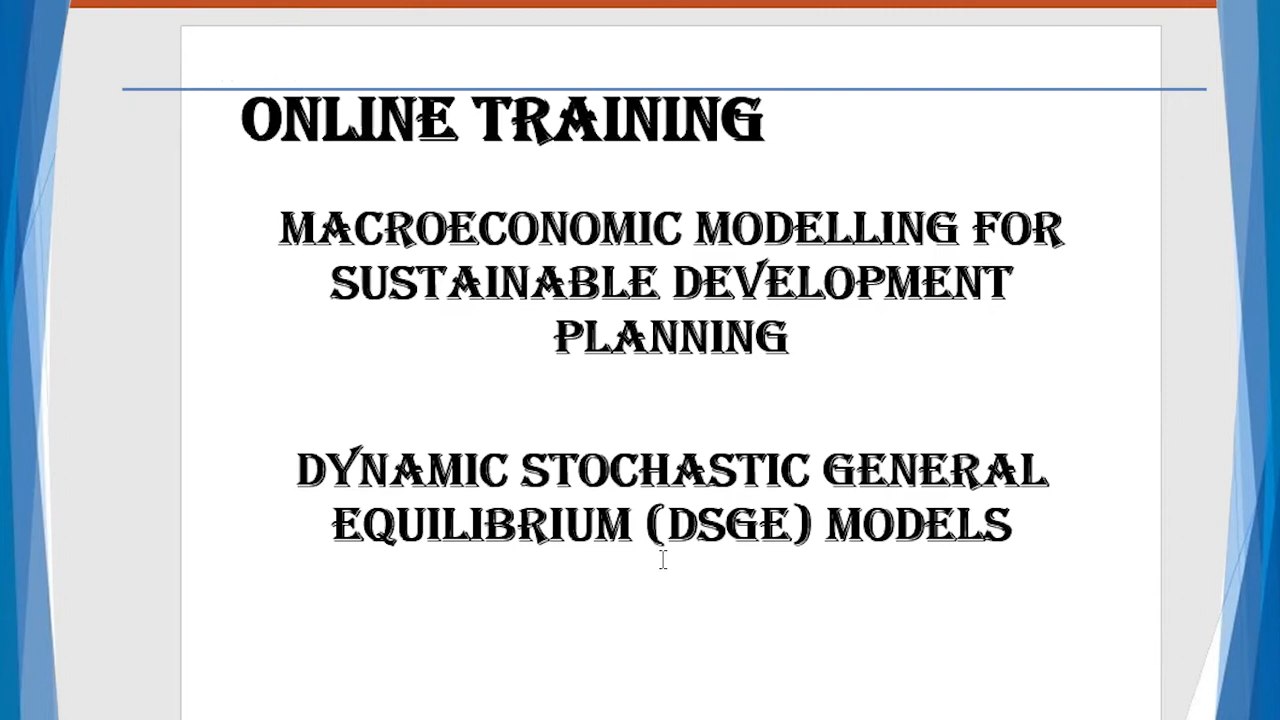 ONLINE TRAINING
MACROECONOMIC MODELLING FOR
SUSTAINABLE DEVELOPMENT
PLANNING
DYNAMIC STOCHASTIC GENERAL
EQUILIBRIUM (DSGE) MODELS